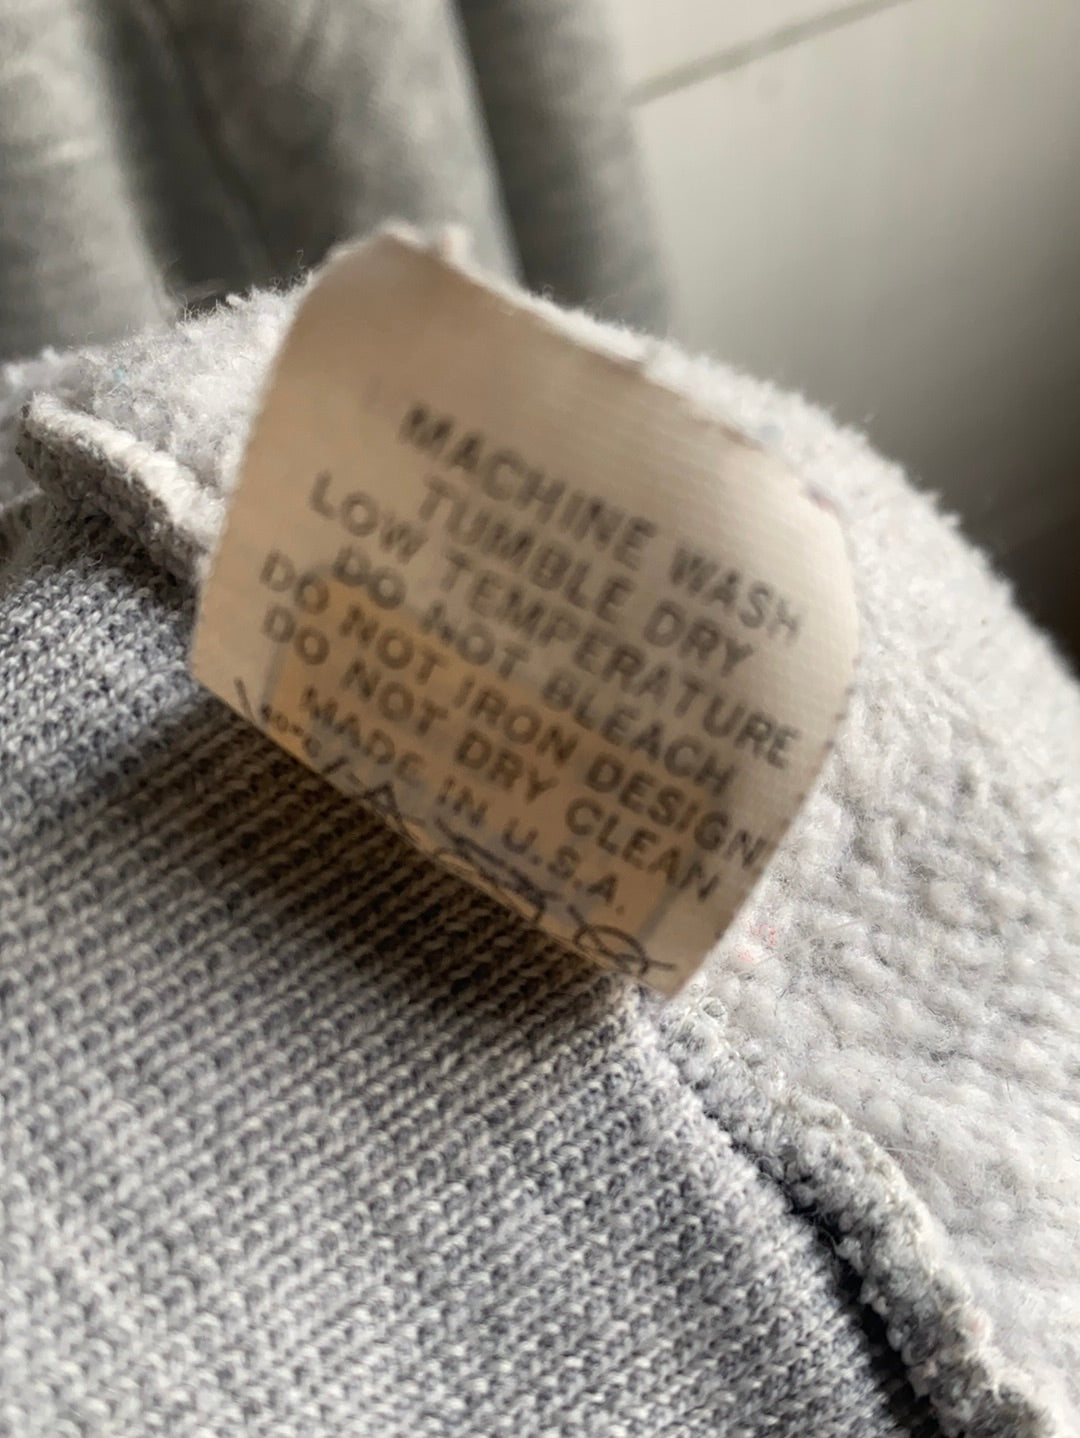 MACHINE WASH
TUMBLE DRY
LOW TEMPERATURE
DO NOT BLEACH
DO NOT IRON DESIGN
DO NOT DRY CLEAN
MADE IN U.S.A.